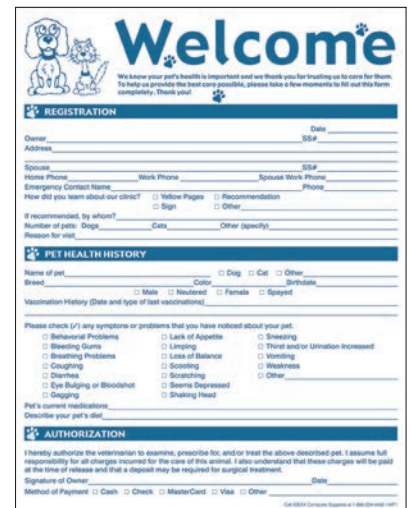 Welcome
We know your pet's health is important and we thank you for trusting us to care for them.
To help us provide the best care possible, please take a few moments to fill out this form
completely. Thank you!
REGISTRATION
Date
Owner SS#
Address
Spouse SS#
Home Phone Work Phone Spouse Work Phone
Emergency Contact Name Phone
How did you learn about our clinic? □ Yellow Pages □ Recommendation
□ Sign □ Other
If recommended, by whom?
Number of pets: Dogs Cats Other (specify)
Reason for visit
PET HEALTH HISTORY
Name of pet □ Dog □ Cat □ Other
Breed Color Birthdate
□ Male □ Neutered □ Female □ Spayed
Vaccination History (Date and type of last vaccinations)
Please check (✓) any symptoms or problems that you have noticed about your pet.
□ Behavioral Problems □ Lack of Appetite □ Sneezing
□ Bleeding Gums □ Limping □ Thirst and/or Urination Increased
□ Breathing Problems □ Loss of Balance □ Vomiting
□ Coughing □ Scooting □ Weakness
□ Diarrhea □ Scratching □ Other
□ Eye Bulging or Bloodshot □ Seems Depressed
□ Gagging □ Shaking Head
Pet's current medications
Describe your pet's diet
AUTHORIZATION
I hereby authorize the veterinarian to examine, prescribe for, and/or treat the above described pet. I assume full
responsibility for all charges incurred for the care of this animal. I also understand that these charges will be paid
at the time of release and that a deposit may be required for surgical treatment.
Signature of Owner Date
Method of Payment □ Cash □ Check □ MasterCard □ Visa □ Other